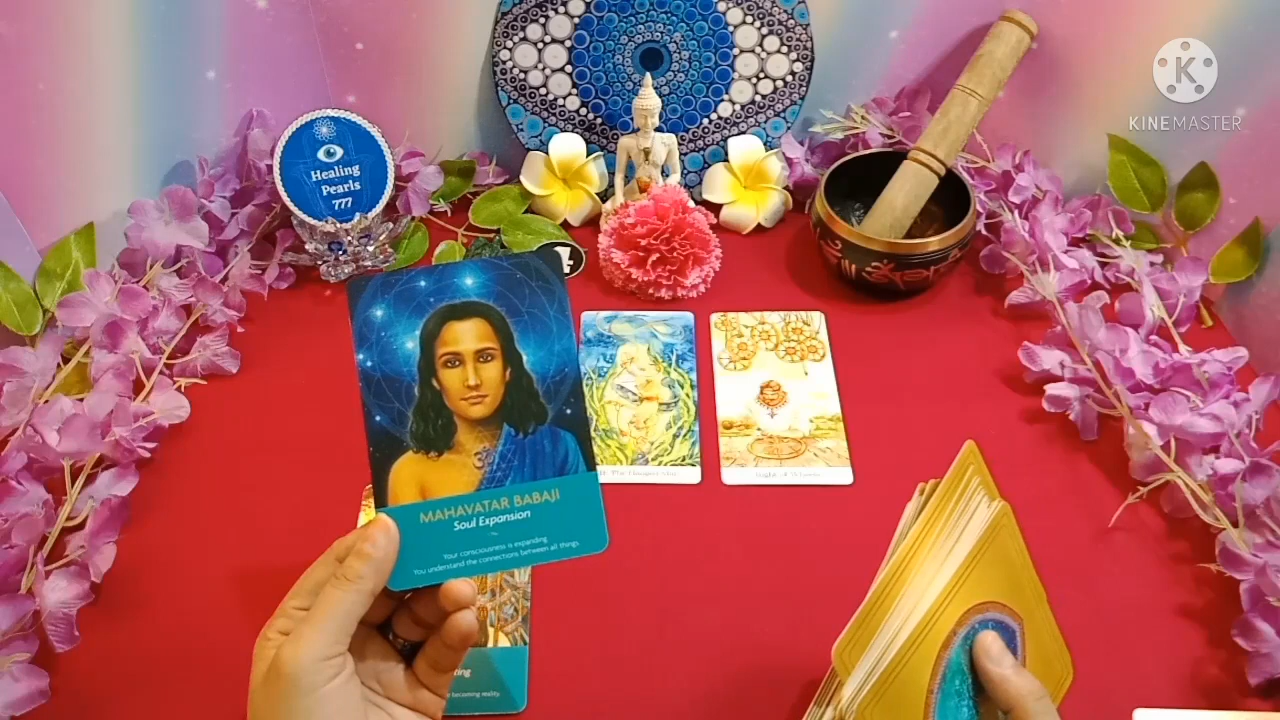 KINEMASTER
Healing
Pearls
777
MAHAVATAR BABAJI
Soul Expansion
Your consciousness is expanding
You understand the connections between all things.
becoming reality.